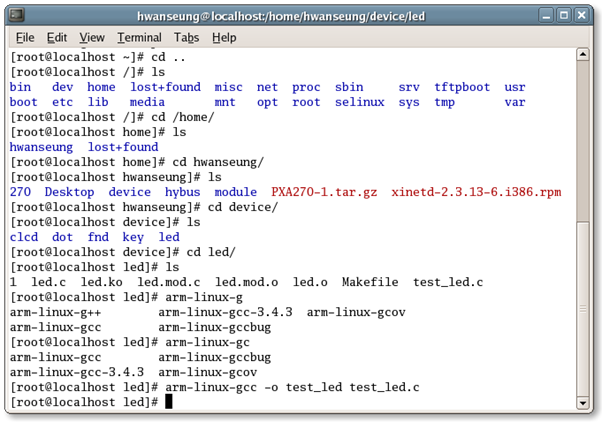 hwanseung@localhost:/home/hwanseung/device/led
File Edit View Terminal Tabs Help
[root@localhost ~]# cd ..
[root@localhost /]# ls
bin dev home lost+found misc net proc sbin srv tftpboot usr
boot etc lib media mnt opt root selinux sys tmp var
[root@localhost /]# cd /home/
[root@localhost home]# ls
hwanseung lost+found
[root@localhost home]# cd hwanseung/
[root@localhost hwanseung]# ls
270 Desktop device hybus module PXA270-1.tar.gz xinetd-2.3.13-6.i386.rpm
[root@localhost hwanseung]# cd device/
[root@localhost device]# ls
clcd dot fnd key led
[root@localhost device]# cd led/
[root@localhost led]# ls
1 led.c led.ko led.mod.c led.mod.o led.o Makefile test_led.c
[root@localhost led]# arm-linux-g
arm-linux-g++ arm-linux-gcc-3.4.3 arm-linux-gcov
arm-linux-gcc arm-linux-gccbug
[root@localhost led]# arm-linux-gc
arm-linux-gcc arm-linux-gccbug
arm-linux-gcc-3.4.3 arm-linux-gcov
[root@localhost led]# arm-linux-gcc -o test_led test_led.c
[root@localhost led]#